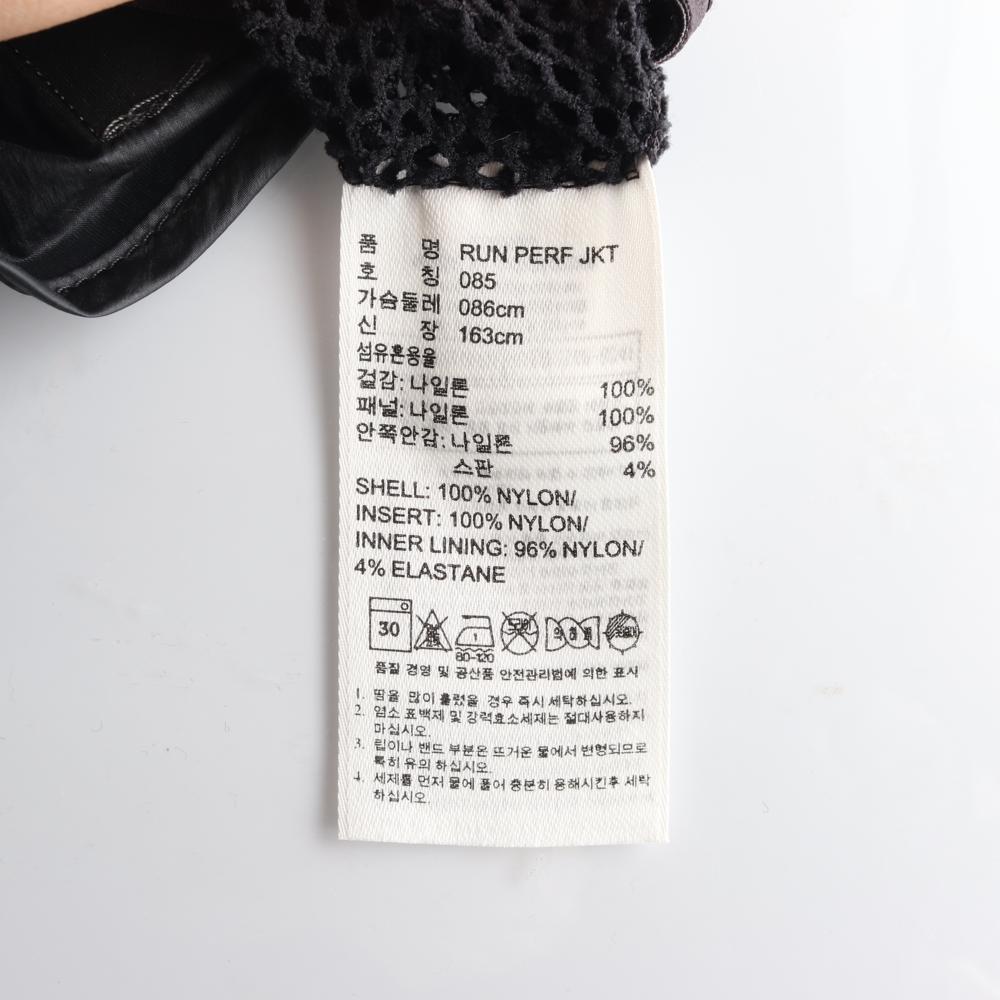 품 명 RUN PERF JKT
호 칭 085
가슴둘레 086cm
신 장 163cm
섬유혼용율
겉감: 나일론 100%
패널: 나일론 100%
안쪽안감: 나일론 96%
스판 4%
SHELL: 100% NYLON/
INSERT: 100% NYLON/
INNER LINING: 96% NYLON/
4% ELASTANE
30
80-120
품질 경영 및 공산품 안전관리법에 의한 표시
1. 땀을 많이 흘렸을 경우 즉시 세탁하십시오.
2. 염소 표백제 및 강력효소세제는 절대사용하지
마십시오.
3. 립이나 밴드 부분은 뜨거운 물에서 변형되므로
특히 유의 하십시오.
4. 세제를 먼저 물에 풀어 충분히 용해시킨후 세탁
하십시오.